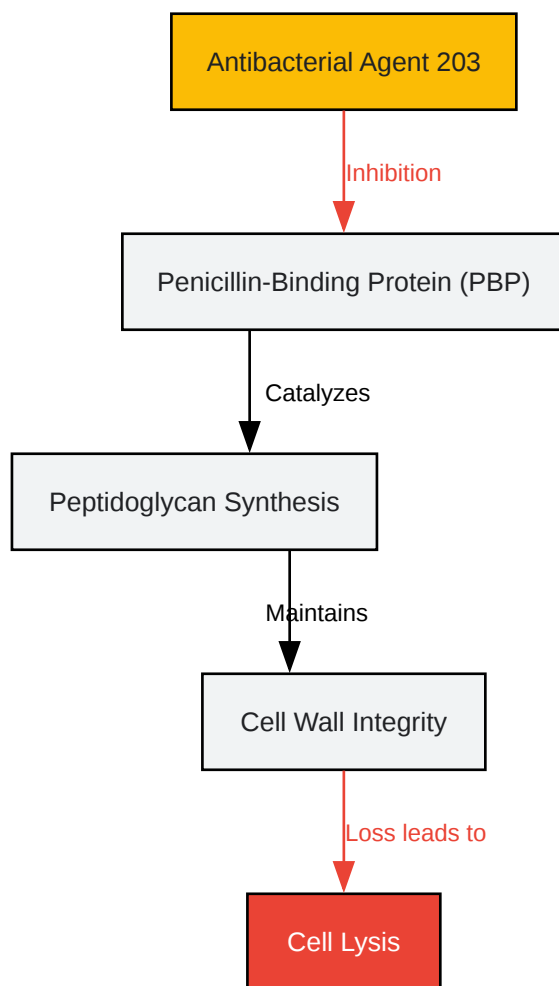 Antibacterial Agent 203
Inhibition
Penicillin-Binding Protein (PBP)
Catalyzes
Peptidoglycan Synthesis
Maintains
Cell Wall Integrity
Loss leads to
Cell Lysis